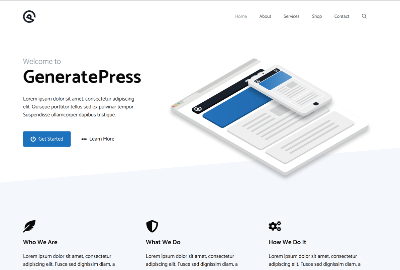 Home About Services Shop Contact
Welcome to
GeneratePress
Lorem ipsum dolor sit amet, consectetur adipiscing
elit. Quisque portitur tellus sed ex pulvinar tempor.
Suspendisse ullamcorper dapibus tristique.
Get Started Learn More
Who We Are What We Do How We Do It
Lorem ipsum dolor sit amet, consectetur Lorem ipsum dolor sit amet, consectetur Lorem ipsum dolor sit amet, consectetur
adipiscing elit. Fusce sed dignissim diam, a adipiscing elit. Fusce sed dignissim diam, a adipiscing elit. Fusce sed dignissim diam, a